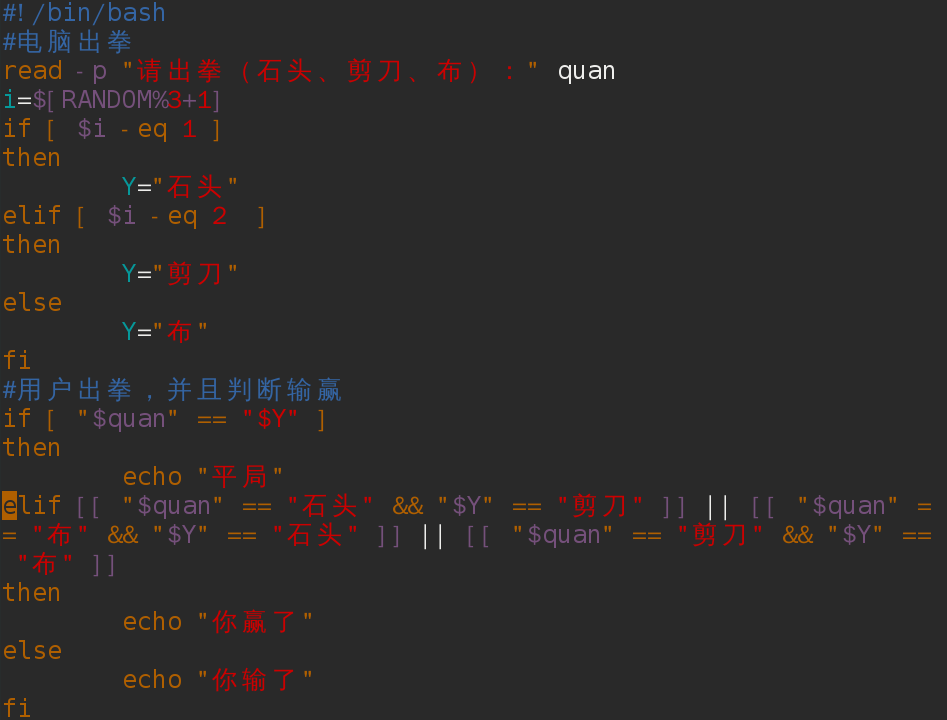 #!/bin/bash
#电脑出拳
read -p "请出拳（石头、剪刀、布）：" quan
i=$[RANDOM%3+1]
if [ $i -eq 1 ]
then
        Y="石头"
elif [ $i -eq 2  ]
then
        Y="剪刀"
else
        Y="布"
fi
#用户出拳，并且判断输赢
if [ "$quan" == "$Y" ]
then
        echo "平局"
elif [[ "$quan" == "石头" && "$Y" == "剪刀" ]] || [[ "$quan" =
= "布" && "$Y" == "石头" ]] || [[ "$quan" == "剪刀" && "$Y" ==
 "布" ]]
then
        echo "你赢了"
else
        echo "你输了"
fi